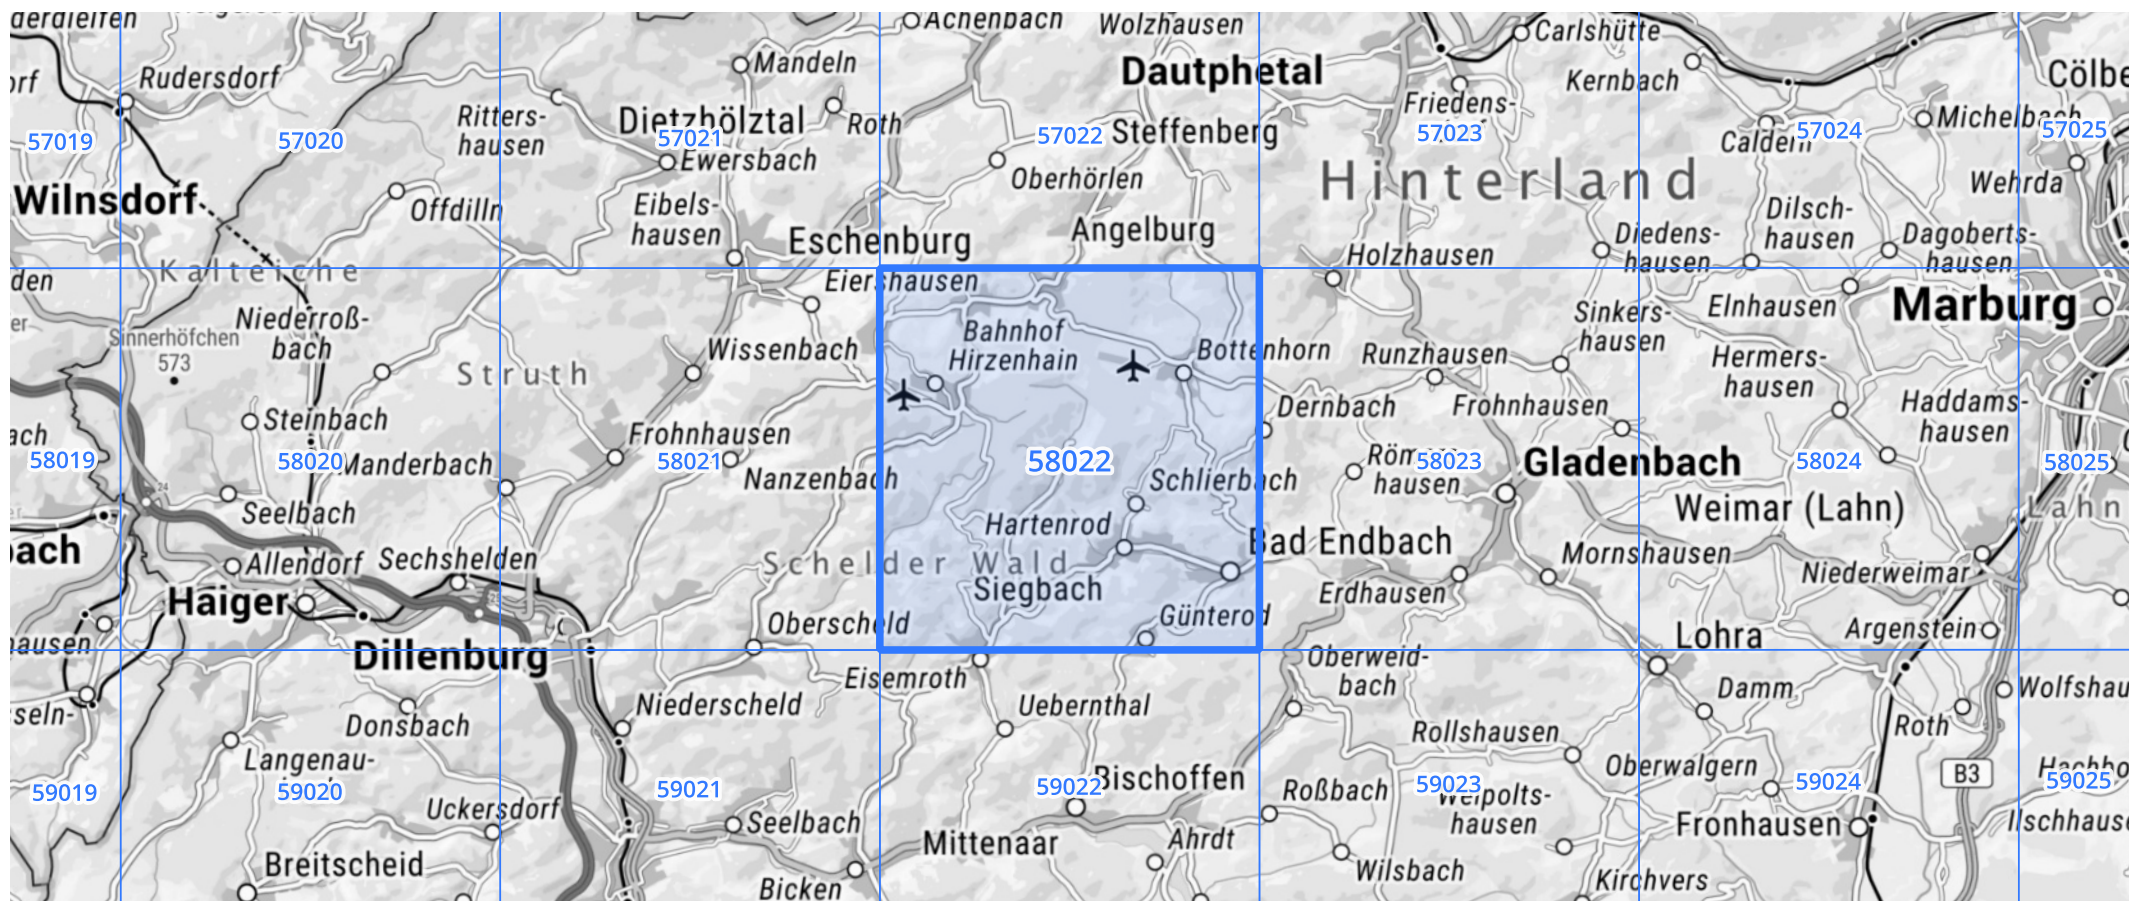 Achenbach
Wolzhausen
Carlshütte
Mandeln
Dautphetal
Rudersdorf
Kernbach
Cölbe
Friedens-
Ritters-
hausen
Dietzhölztal
Roth
Michelbach
57019
57020
57021
57022
Steffenberg
57023
Caldern
57024
57025
Ewersbach
Oberhörlen
Hinterland
Wehrda
Wilnsdorf
Offdilln
Eibels-
hausen
Eschenburg
Angelburg
Dilsch-
hausen
Diedens-
hausen
Dagoberts-
hausen
Holzhausen
Kalteiche
Eiershausen
Elnhausen
Marburg
Sinkers-
hausen
Niederroß-
bach
Sinnerhöfchen
573
Bahnhof
Hirzenhain
Wissenbach
Bottenhorn
Runzhausen
Hermers-
hausen
Struth
Dernbach
Frohnhausen
Haddams-
hausen
Steinbach
Frohnhausen
58019
58020
Manderbach
58021
Nanzenbach
58022
Röm
hausen
58023
Gladenbach
58024
58025
Schlierbach
24
Seelbach
Weimar (Lahn)
Lahn
Hartenrod
Bad Endbach
Allendorf
Sechshelden
Schelder Wald
Mornshausen
Niederweimar
Haiger
Siegbach
Erdhausen
Oberscheld
Günterod
Argenstein
Lohra
Dillenburg
Oberweid-
bach
Eisemroth
Damm
Wolfshau
Niederscheld
Uebernthal
Donsbach
Roth
Rollshausen
Langenau-
Oberwalgern
B3
59019
59020
59021
59022
Bischoffen
59023
59024
59025
Roßbach
Welpolts-
hausen
Uckersdorf
Seelbach
Fronhausen
Ilschhause
Mittenaar
Ahrdt
Breitscheid
Wilsbach
Bicken
Kirchvers